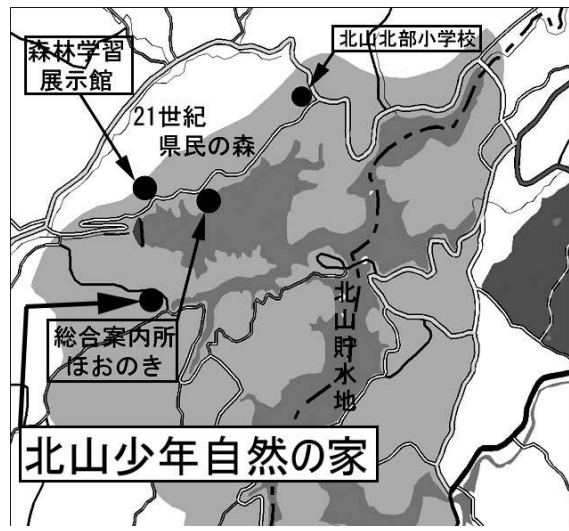 北山北部小学校
森林学習
展示館
21世紀
県民の森
北山貯水地
総合案内所
ほおのき
北山少年自然の家